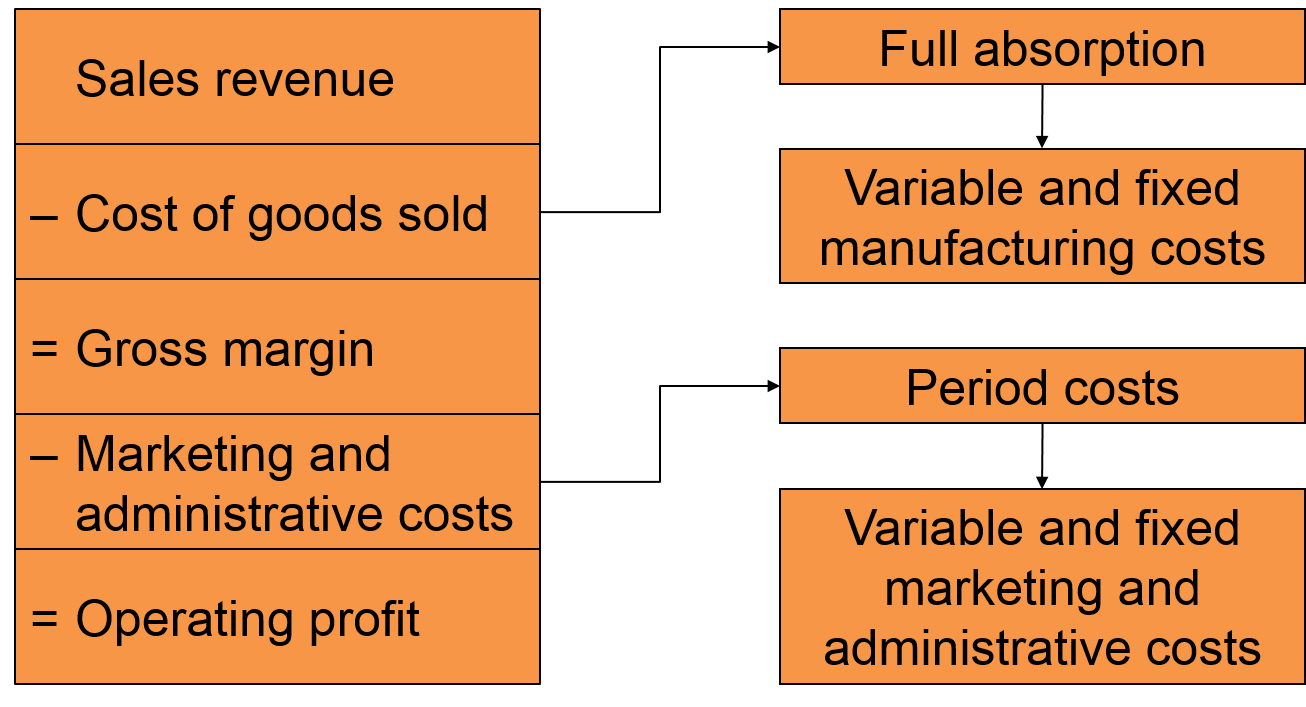 Sales revenue
– Cost of goods sold
= Gross margin
– Marketing and
administrative costs
= Operating profit
Full absorption
Variable and fixed
manufacturing costs
Period costs
Variable and fixed
marketing and
administrative costs